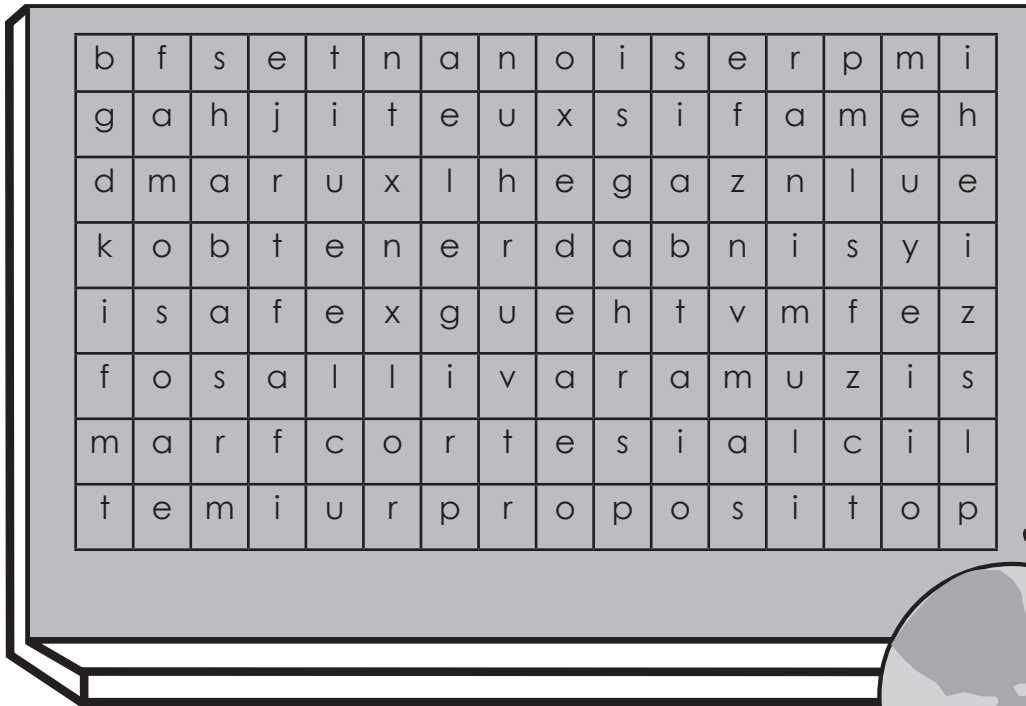 b f s e t n a n o i s e r p m i
g a h j i t e u x s i f a m e h
d m a r u x l h e g a z n l u e
k o b t e n e r d a b n i s y i
i s a f e x g u e h t v m f e z
f o s a l l i v a r a m u z i s
m a r f c o r t e s i a l c i l
t e m i u r p r o p o s i t o p